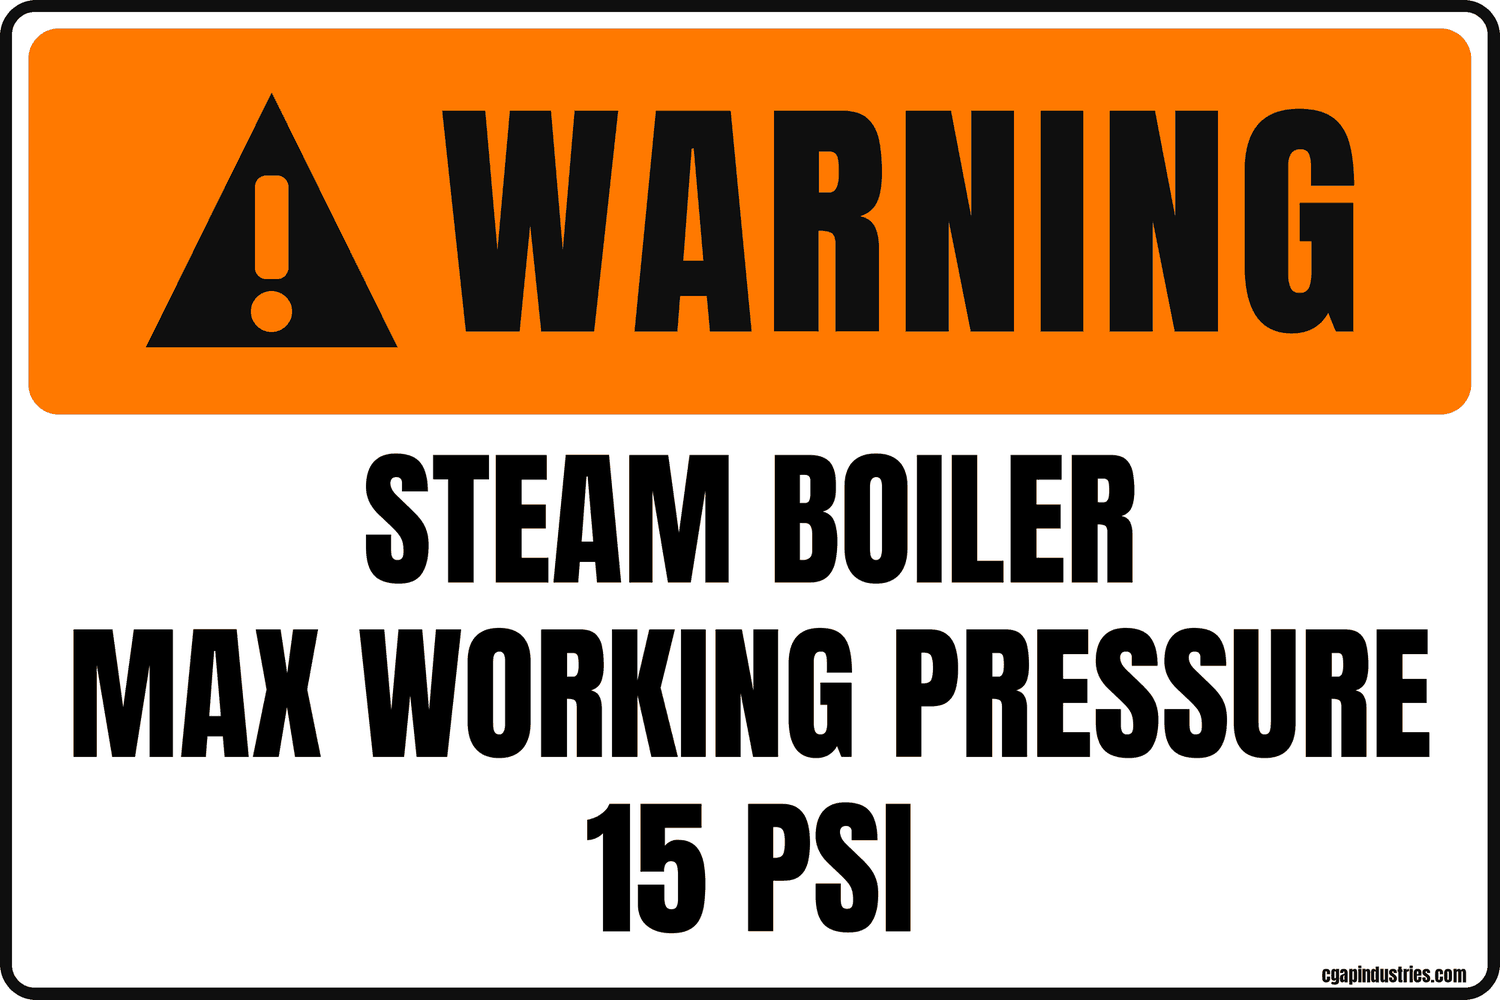 WARNING
STEAM BOILER
MAX WORKING PRESSURE
15 PSI
cgapindustries.com